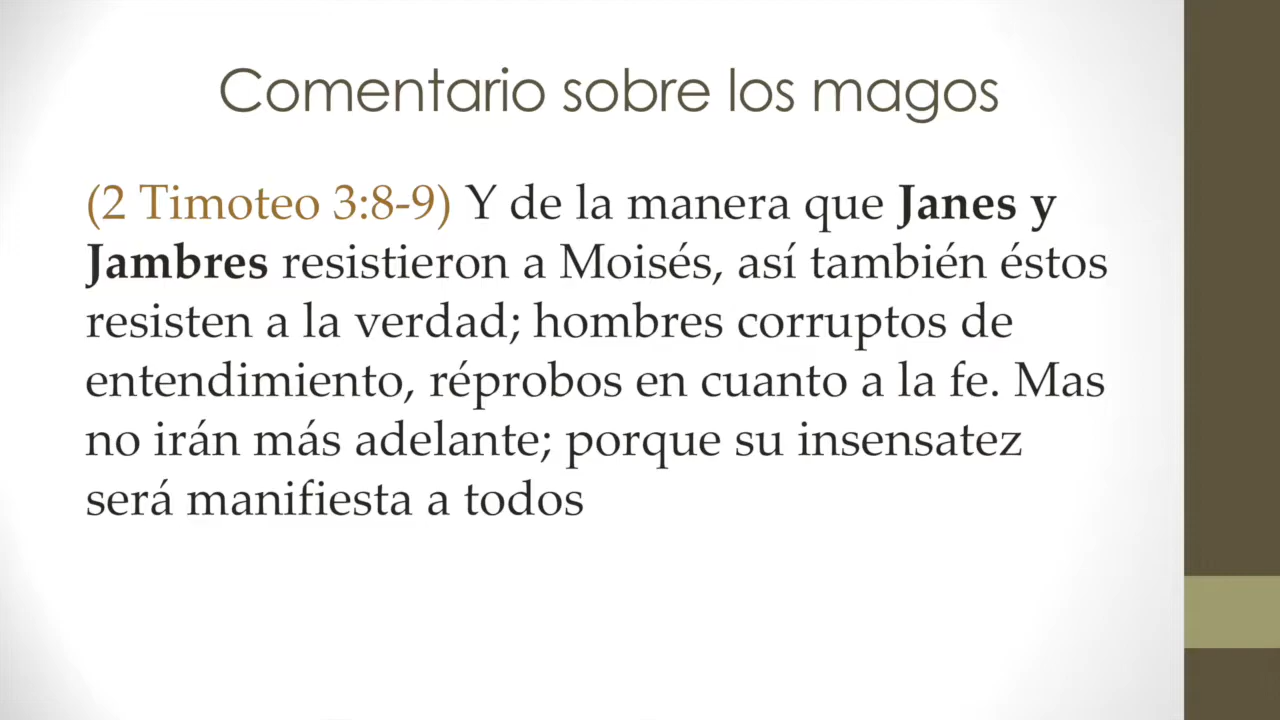 Comentario sobre los magos
(2 Timoteo 3:8-9) Y de la manera que Janes y
Jambres resistieron a Moisés, así también éstos
resisten a la verdad; hombres corruptos de
entendimiento, réprobos en cuanto a la fe. Mas
no irán más adelante; porque su insensatez
será manifiesta a todos